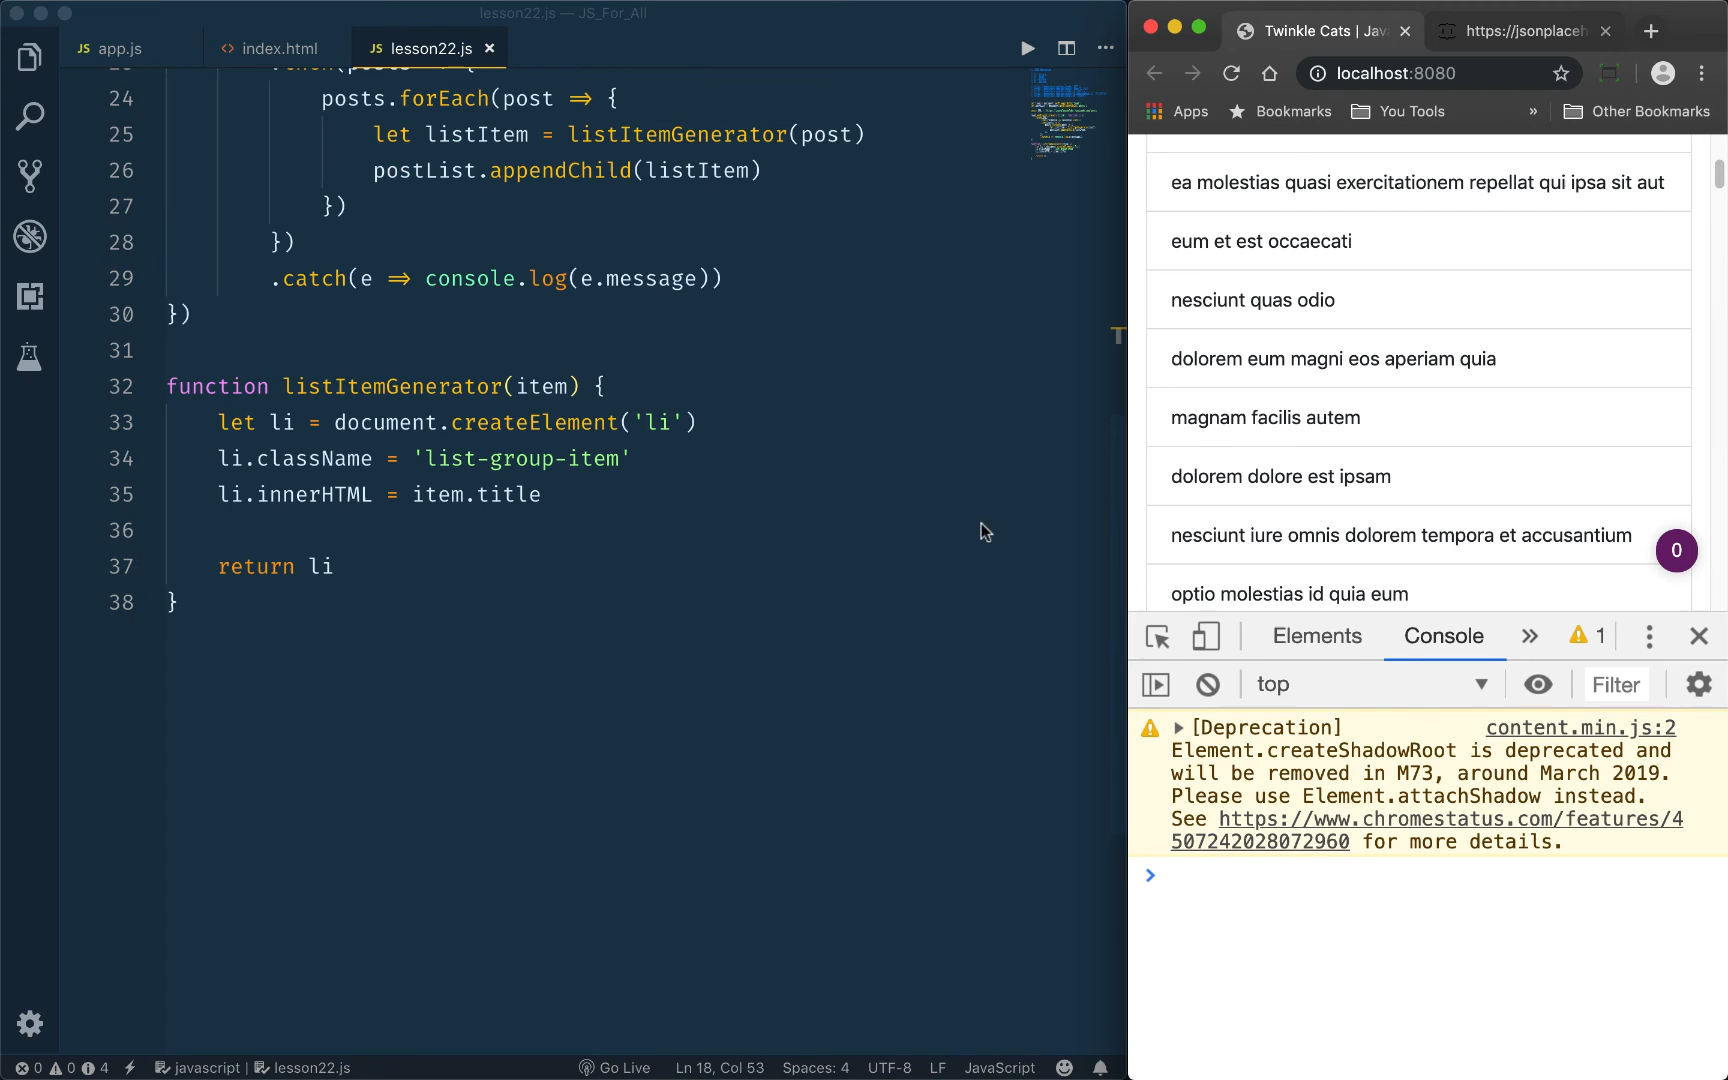 lesson22.js — JS_For_All
JS app.js
<> index.html
JS lesson22.js ×
24 posts.forEach(post => {
25 let listItem = listItemGenerator(post)
26 postList.appendChild(listItem)
27 })
28 })
29 .catch(e => console.log(e.message))
30 })
31
32 function listItemGenerator(item) {
33 let li = document.createElement('li')
34 li.className = 'list-group-item'
35 li.innerHTML = item.title
36
37 return li
38 }
0 0 4 javascript | lesson22.js Go Live Ln 18, Col 53 Spaces: 4 UTF-8 LF JavaScript
Twinkle Cats | Jav
https://jsonplaceh
localhost:8080
Apps Bookmarks You Tools » Other Bookmarks
ea molestias quasi exercitationem repellat qui ipsa sit aut
eum et est occaecati
nesciunt quas odio
dolorem eum magni eos aperiam quia
magnam facilis autem
dolorem dolore est ipsam
nesciunt iure omnis dolorem tempora et accusantium
0
optio molestias id quia eum
Elements Console » 1
top Filter
[Deprecation] content.min.js:2
Element.createShadowRoot is deprecated and
will be removed in M73, around March 2019.
Please use Element.attachShadow instead.
See https://www.chromestatus.com/features/4
507242028072960 for more details.